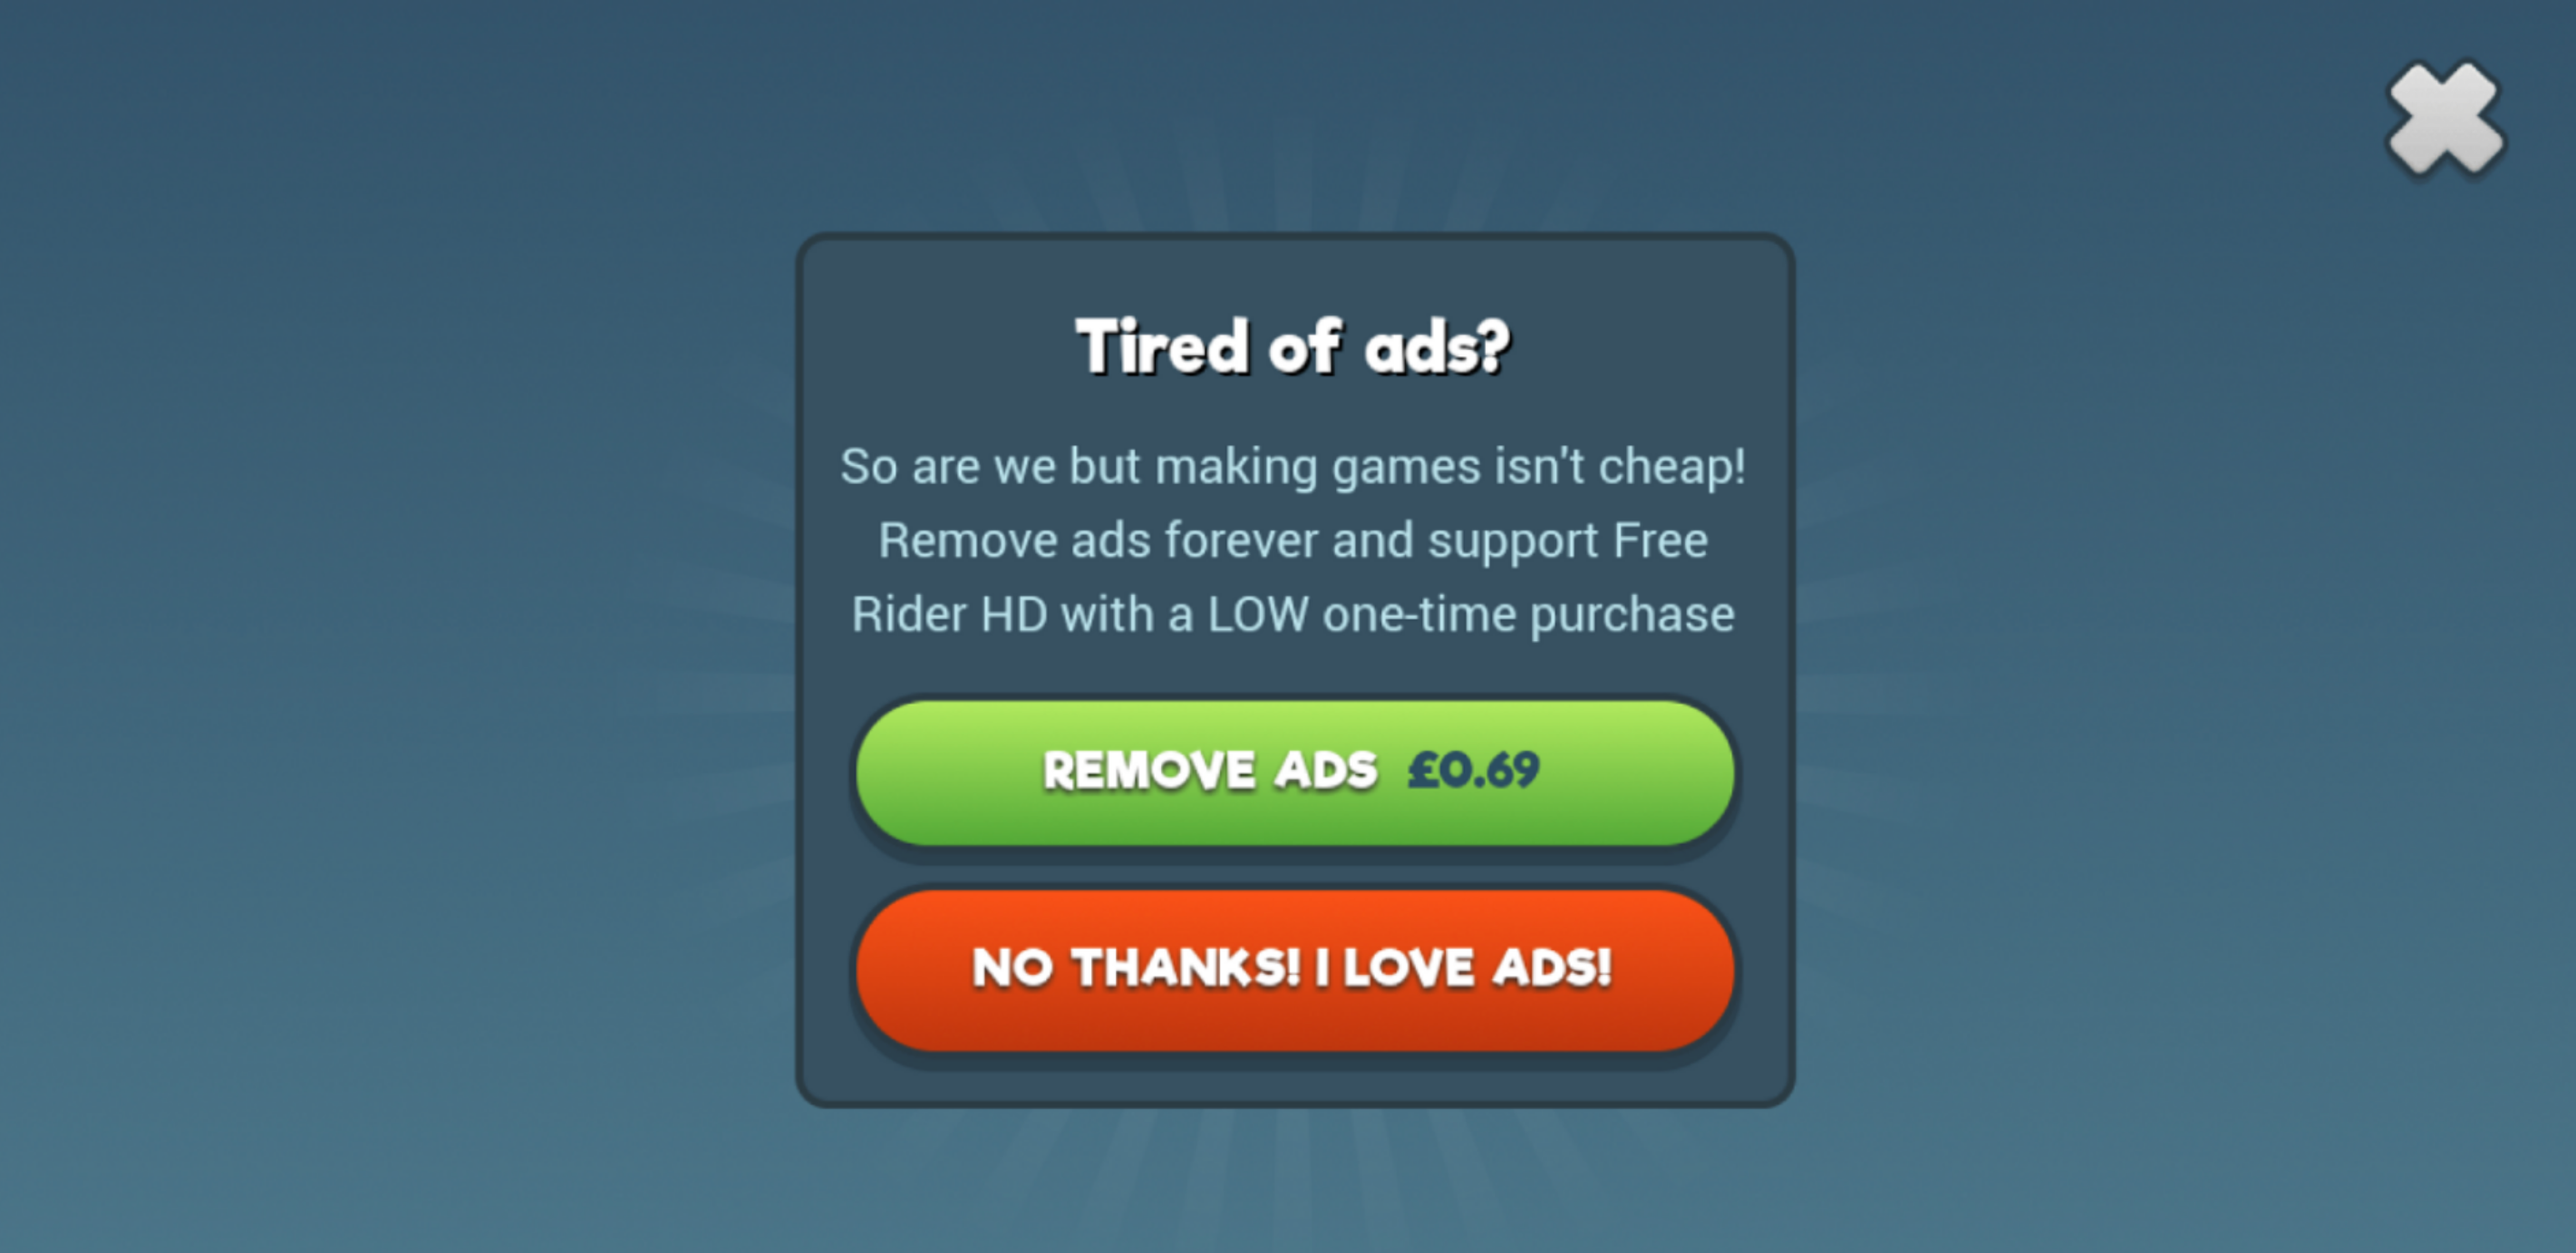 Tired of ads?
So are we but making games isn't cheap!
Remove ads forever and support Free
Rider HD with a LOW one-time purchase
REMOVE ADS £0.69
NO THANKS! I LOVE ADS!